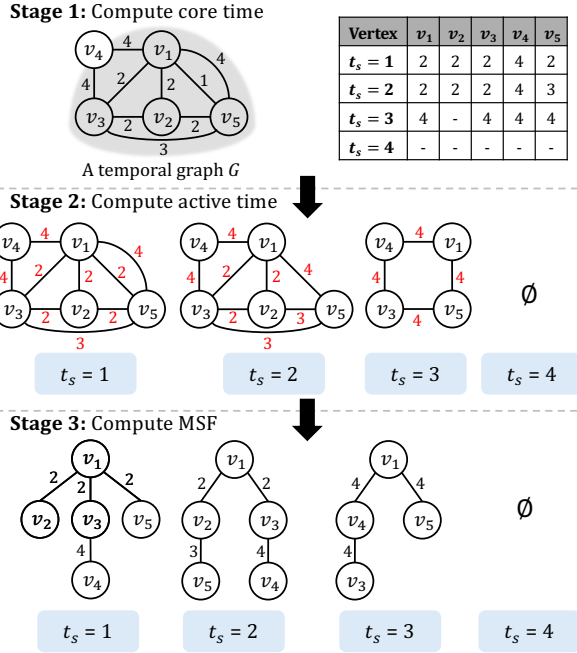 Stage 1: Compute core time
v₄ 4 v₁
4 2 2 1 4
v₃ 2 v₂ 2 v₅
3
A temporal graph G
Vertex v₁ v₂ v₃ v₄ v₅
tₛ = 1 2 2 2 4 2
tₛ = 2 2 2 2 4 3
tₛ = 3 4 - 4 4 4
tₛ = 4 - - - - -
Stage 2: Compute active time
v₄ 4 v₁
4 2 2 2 4
v₃ 2 v₂ 2 v₅
3
tₛ = 1
v₄ 4 v₁
4 2 2 4
v₃ 2 v₂ 3 v₅
3
tₛ = 2
v₄ 4 v₁
4 4
v₃ 4 v₅
tₛ = 3
∅
tₛ = 4
Stage 3: Compute MSF
v₁
2 2 2
v₂ v₃ v₅
4
v₄
tₛ = 1
v₁
2 2
v₂ v₃
3 4
v₅ v₄
tₛ = 2
v₁
4 4
v₄ v₅
4
v₃
tₛ = 3
∅
tₛ = 4